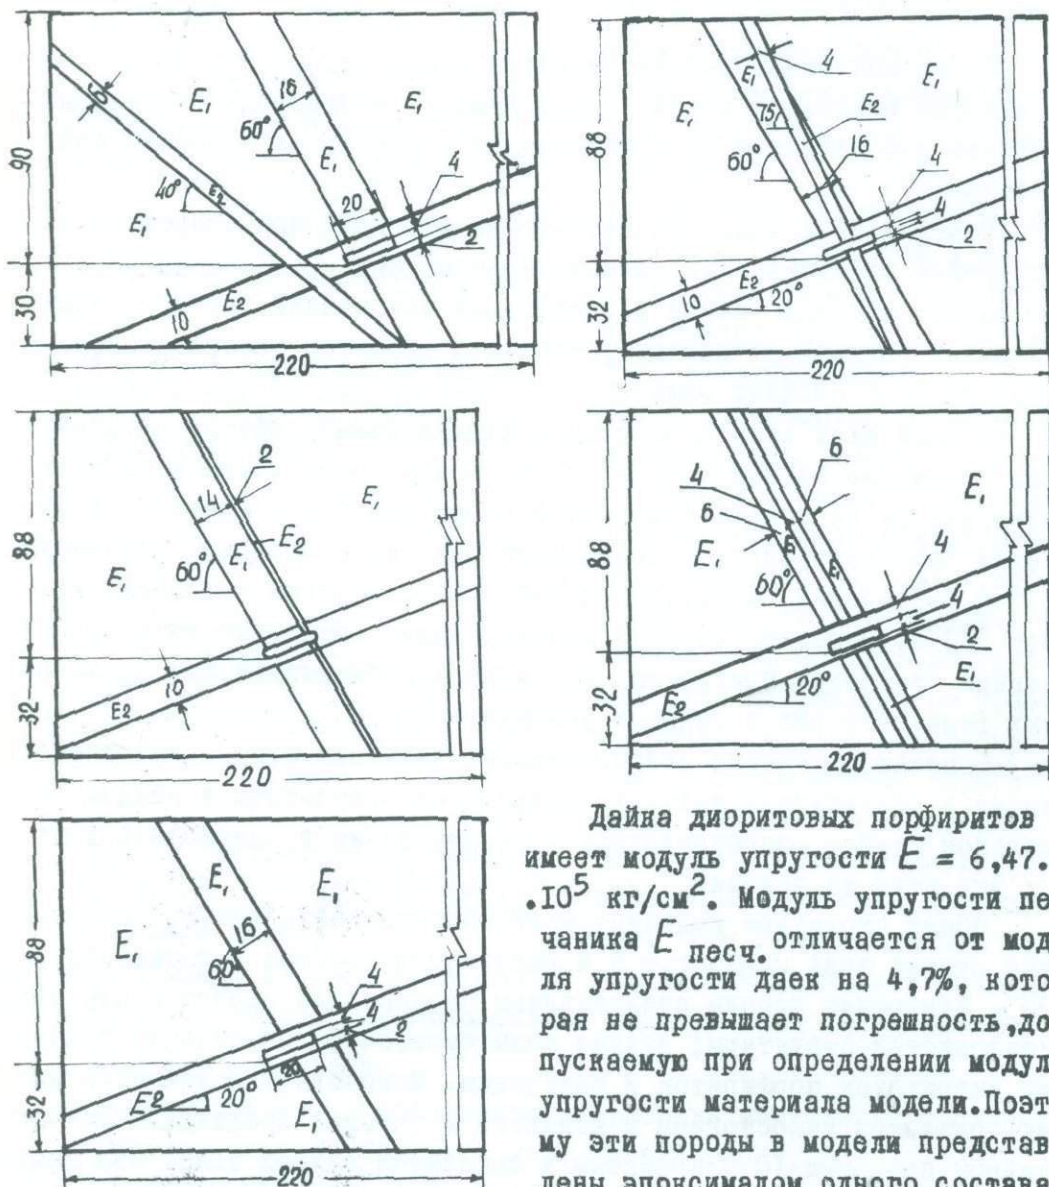 90
30
220
E₁
E₁
E₁
E₁
E₂
E2
6
16
60°
40°
20
4
2
10
88
32
220
E₁
E₁
E₁
E₂
E₂
4
75
60°
16
4
4
2
10
20°
88
32
220
E₁
E₁
E₁
E₂
E2
2
14
60°
10
88
32
220
E₁
E₁
E₁
E₁
E2
6
4
6
60°
4
4
2
20°
88
32
220
E₁
E₁
E₁
E₁
E2
16
60°
4
4
2
20
20°
Дайка диоритовых порфиритов
имеет модуль упругости E = 6,47.
.10⁵ кг/см². Модуль упругости пе
чаника E песч. отличается от мод
ля упругости даек на 4,7%, кото
рая не превышает погрешность,до
пускаемую при определении модул
упругости материала модели.Поэт
му эти породы в модели представ
лены эпоксималом одного состава